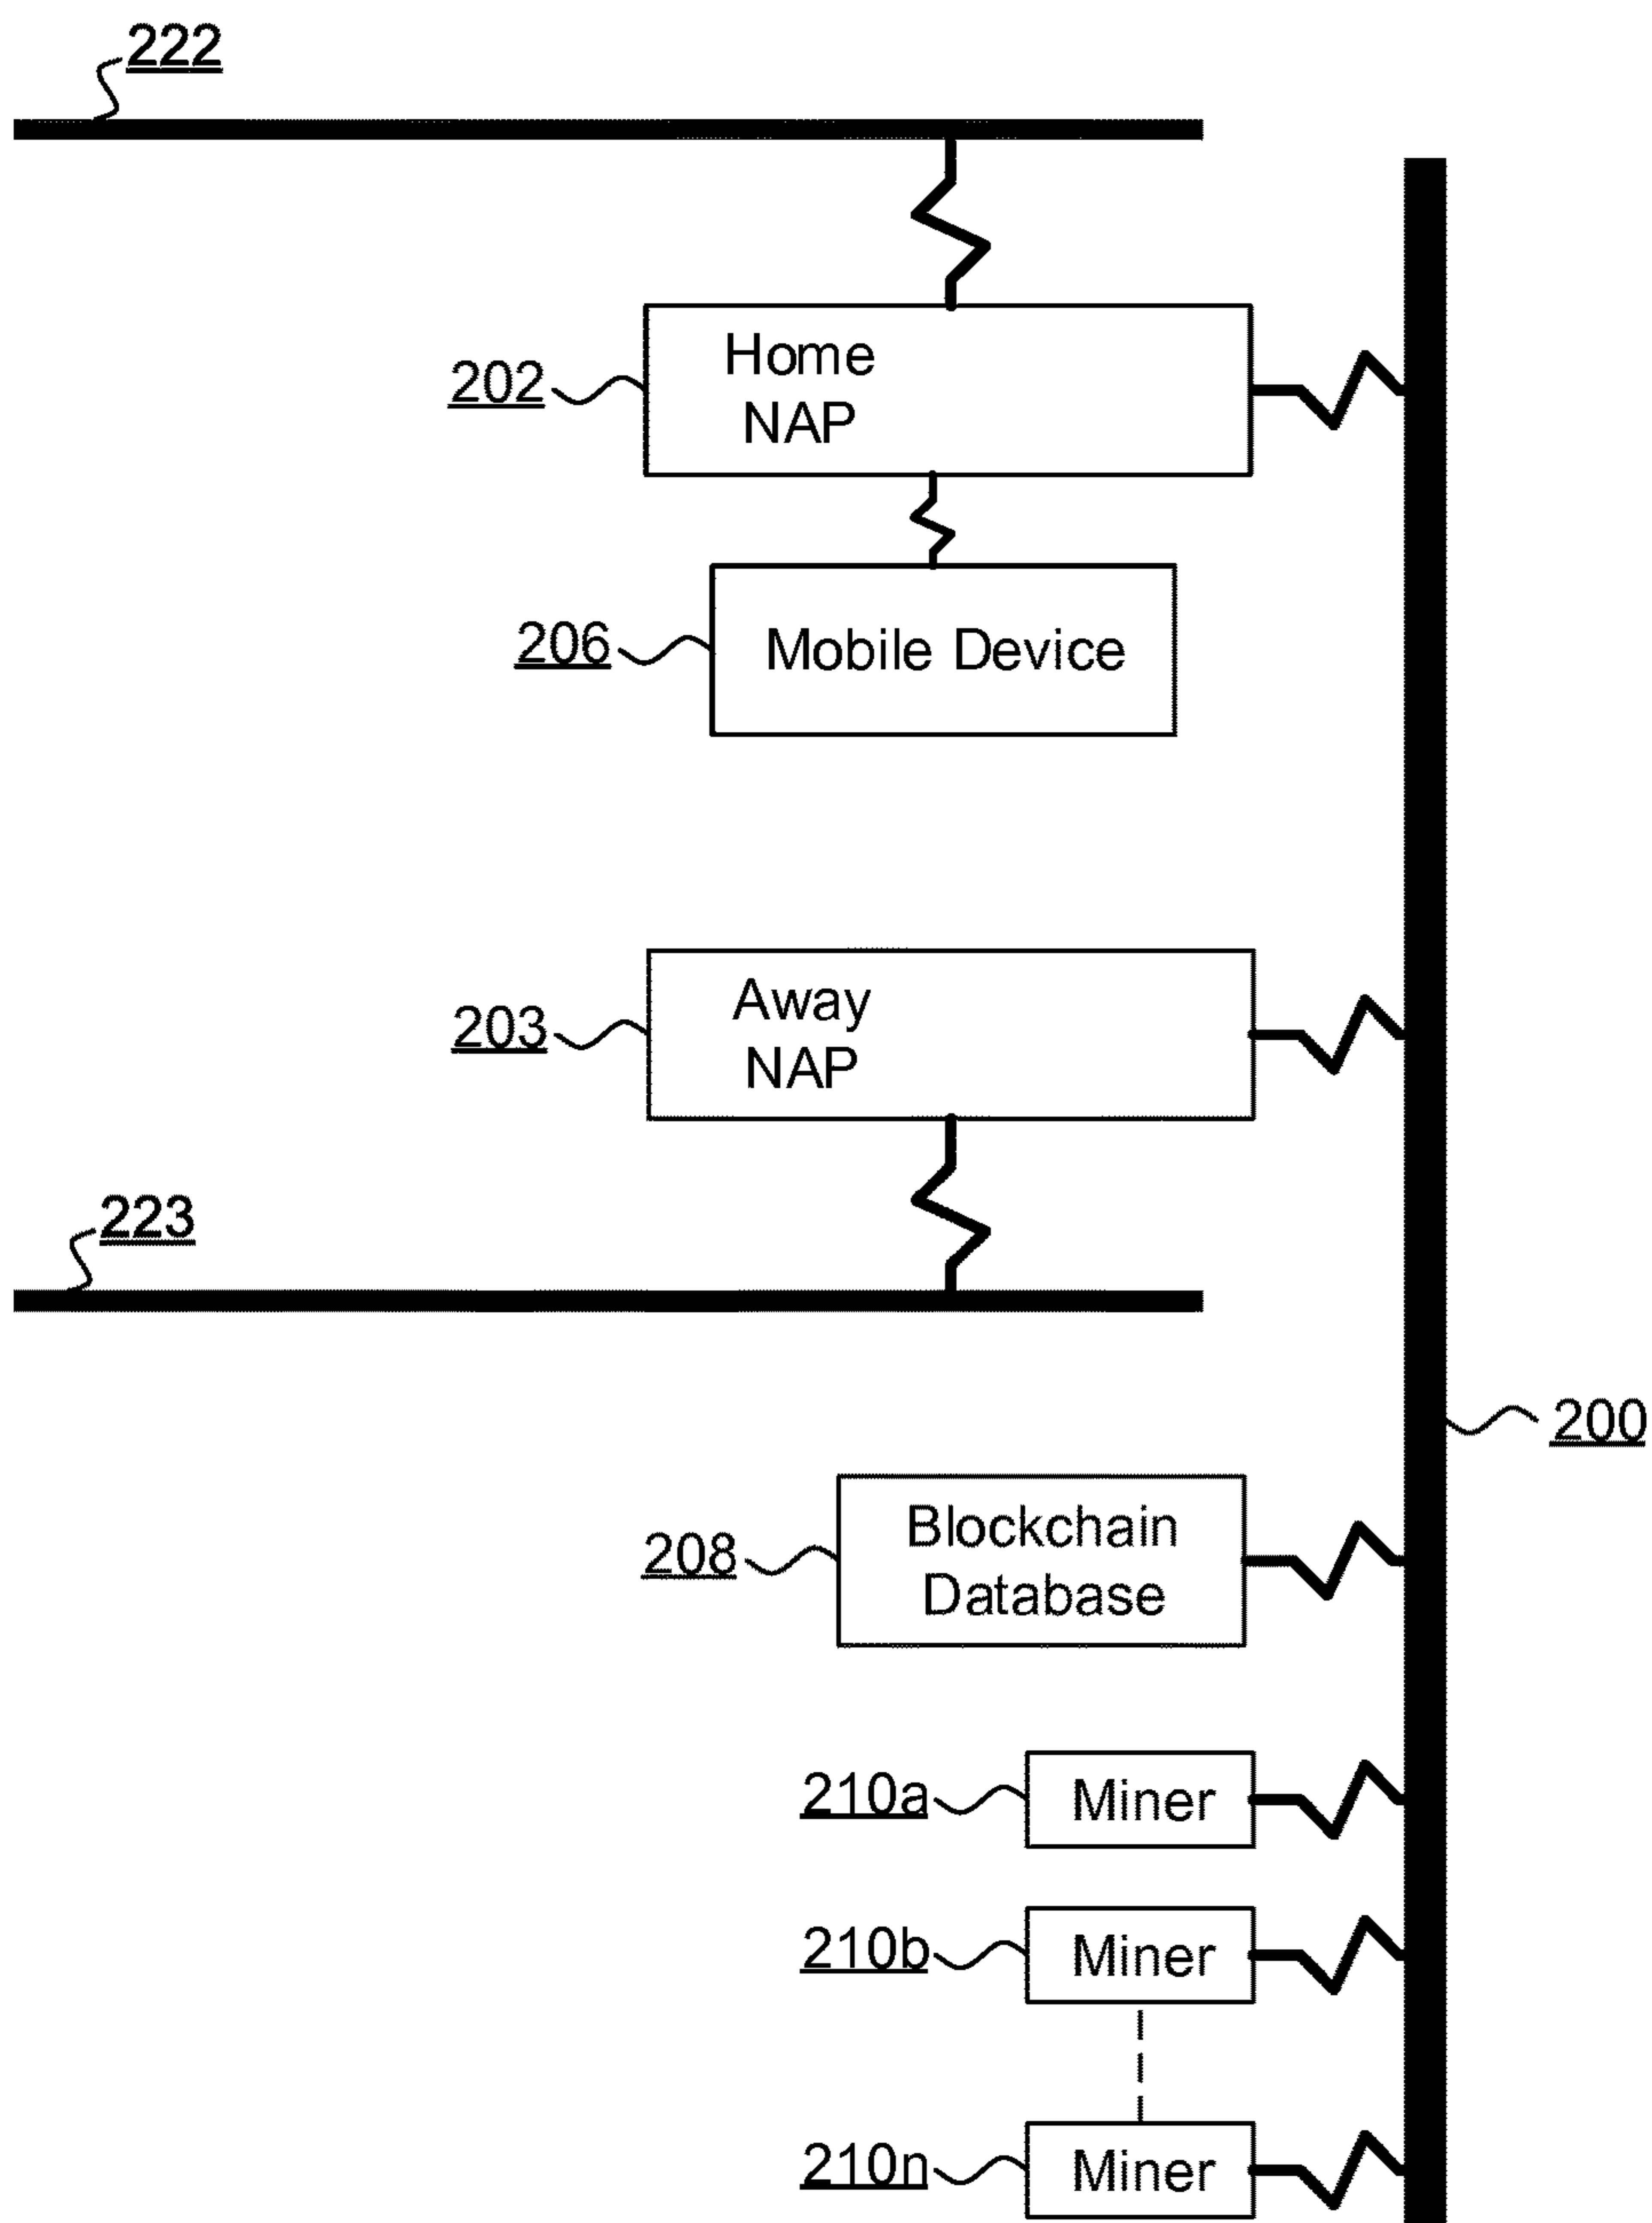 222
Home
NAP
202
Mobile Device
206
Away
NAP
203
223
200
Blockchain
Database
208
210a
Miner
210b
Miner
210n
Miner